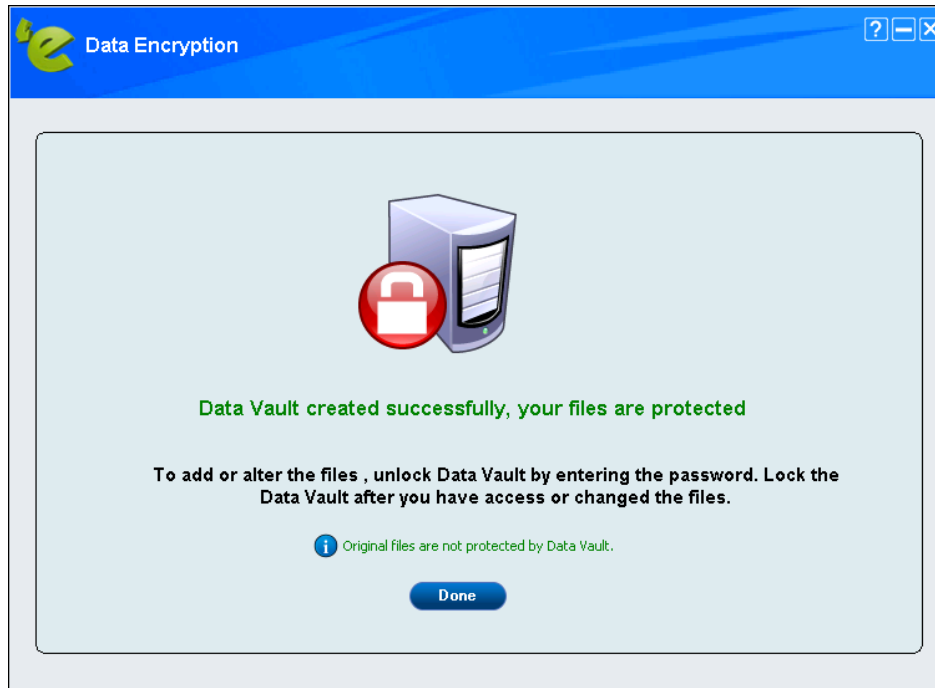 Data Encryption
Data Vault created successfully, your files are protected
To add or alter the files , unlock Data Vault by entering the password. Lock the
Data Vault after you have access or changed the files.
Original files are not protected by Data Vault.
Done